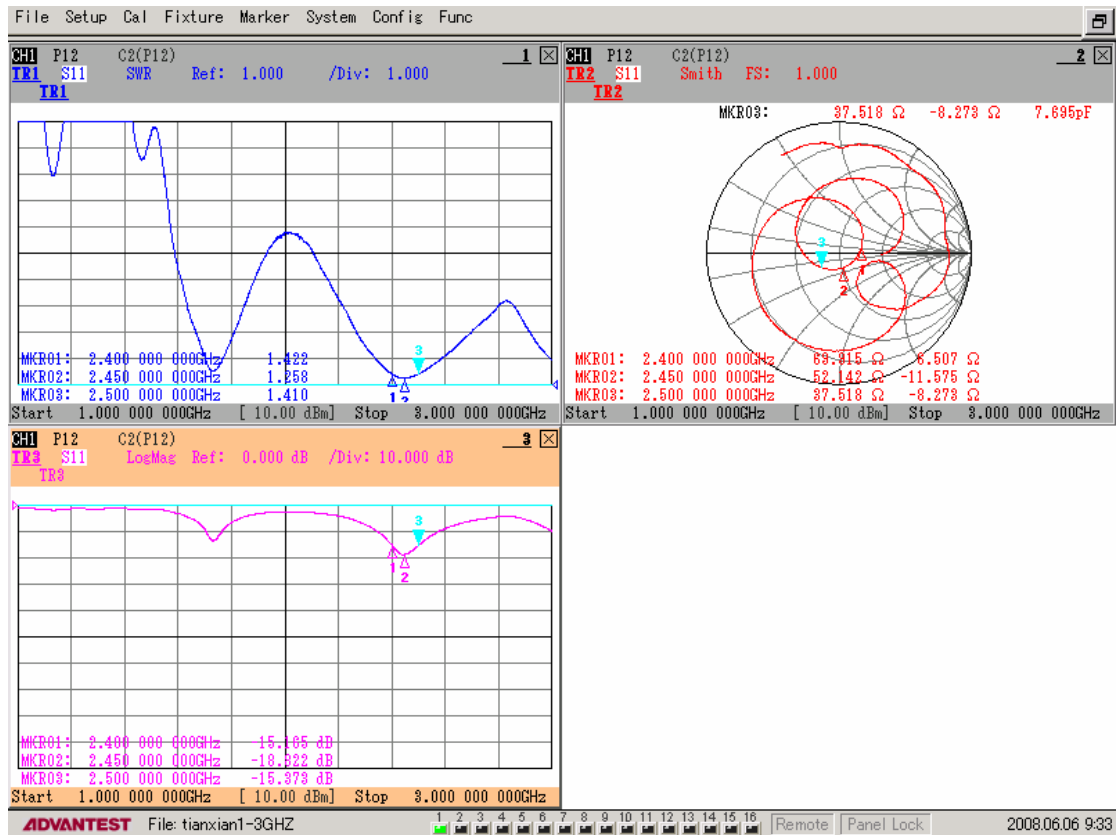 File Setup Cal Fixture Marker System Config Func
CH1 P12 C2(P12) 1
TR1 S11 SWR Ref: 1.000 /Div: 1.000
TR1
3
MKR01: 2.400 000 000GHz 1.422
MKR02: 2.450 000 000GHz 1.258
MKR03: 2.500 000 000GHz 1.410
1 2
Start 1.000 000 000GHz [ 10.00 dBm] Stop 3.000 000 000GHz
CH1 P12 C2(P12) 2
TR2 S11 Smith FS: 1.000
TR2
MKR03: 37.518 Ω -8.273 Ω 7.695pF
3
1
2
MKR01: 2.400 000 000GHz 6.507 Ω
MKR02: 2.450 000 000GHz 52.142 Ω -11.575 Ω
MKR03: 2.500 000 000GHz 37.518 Ω -8.273 Ω
Start 1.000 000 000GHz [ 10.00 dBm] Stop 3.000 000 000GHz
CH1 P12 C2(P12) 3
TR3 S11 LogMag Ref: 0.000 dB /Div: 10.000 dB
TR3
3
1
2
MKR01: 2.400 000 000GHz dB
MKR02: 2.450 000 000GHz dB
MKR03: 2.500 000 000GHz -15.373 dB
Start 1.000 000 000GHz [ 10.00 dBm] Stop 3.000 000 000GHz
ADVANTEST File: tianxian1-3GHZ 1 2 3 4 5 6 7 8 9 10 11 12 13 14 15 16 Remote Panel Lock 2008.06.06 9:33